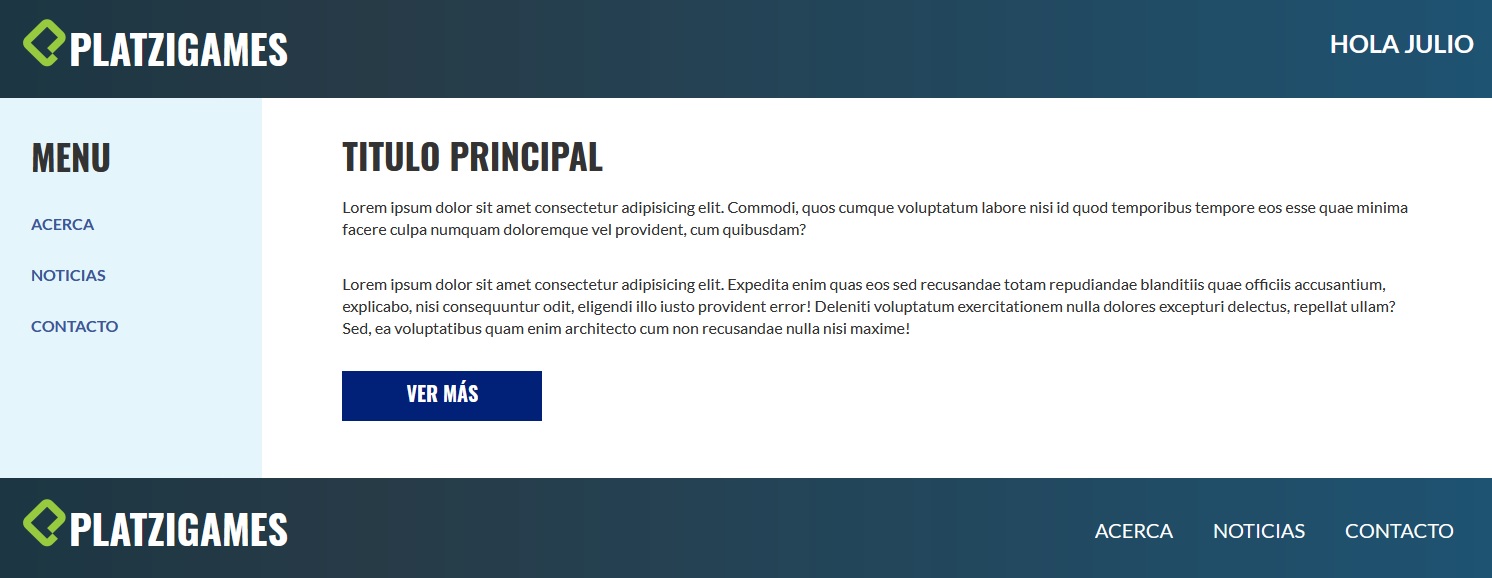 PLATZIGAMES
HOLA JULIO
MENU
ACERCA
NOTICIAS
CONTACTO
TITULO PRINCIPAL
Lorem ipsum dolor sit amet consectetur adipisicing elit. Commodi, quos cumque voluptatum labore nisi id quod temporibus tempore eos esse quae minima
facere culpa numquam doloremque vel provident, cum quibusdam?
Lorem ipsum dolor sit amet consectetur adipisicing elit. Expedita enim quas eos sed recusandae totam repudiandae blanditiis quae officiis accusantium,
explicabo, nisi consequuntur odit, eligendi illo iusto provident error! Deleniti voluptatum exercitationem nulla dolores excepturi delectus, repellat ullam?
Sed, ea voluptatibus quam enim architecto cum non recusandae nulla nisi maxime!
VER MÁS
PLATZIGAMES
ACERCA NOTICIAS CONTACTO